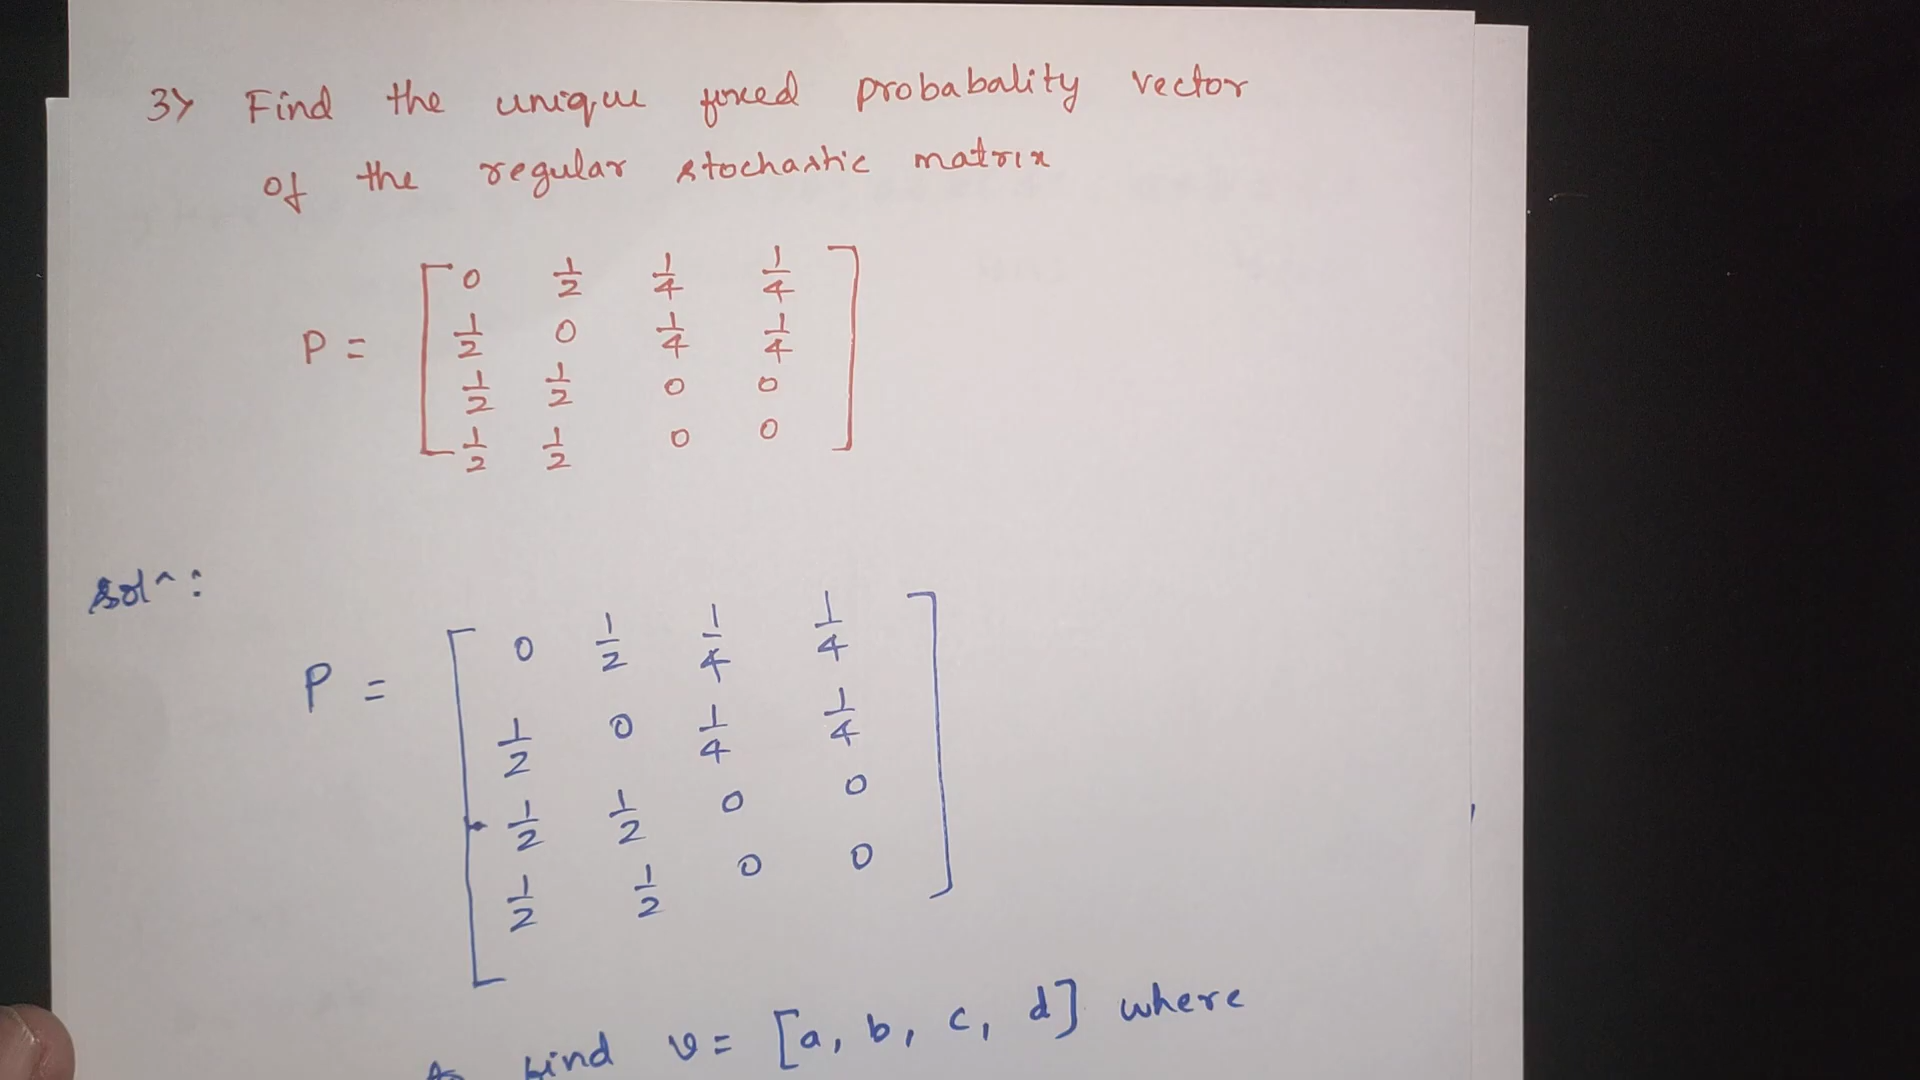 3) Find the unique fixed probabality vector
of the regular stochastic matrix
P = [ 0 1/2 1/4 1/4
1/2 0 1/4 1/4
1/2 1/2 0 0
1/2 1/2 0 0 ]
Solⁿ:
P = [ 0 1/2 1/4 1/4
1/2 0 1/4 1/4
1/2 1/2 0 0
1/2 1/2 0 0 ]
find v = [a, b, c, d] where